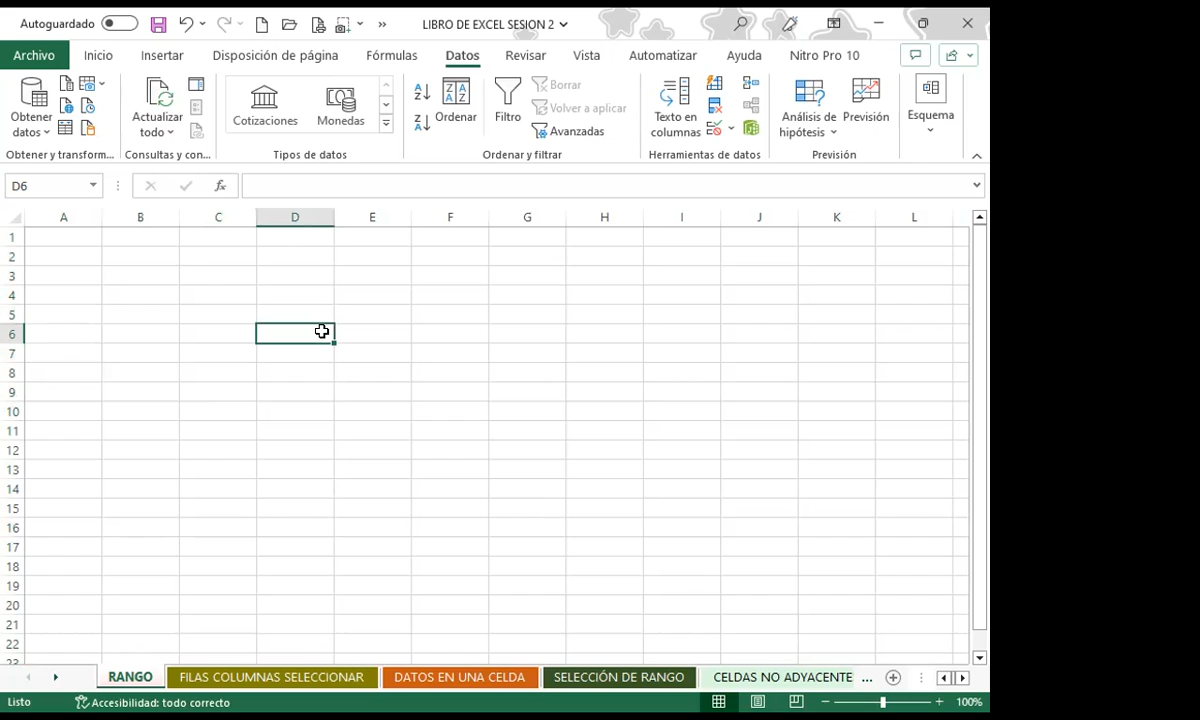 Autoguardado
LIBRO DE EXCEL SESION 2
Archivo Inicio Insertar Disposición de página Fórmulas Datos Revisar Vista Automatizar Ayuda Nitro Pro 10
Obtener datos
Actualizar todo
Cotizaciones Monedas
Ordenar
Filtro
Borrar
Volver a aplicar
Avanzadas
Texto en columnas
Análisis de hipótesis
Previsión
Esquema
Obtener y transform... Consultas y con... Tipos de datos Ordenar y filtrar Herramientas de datos Previsión
D6 fx
A B C D E F G H I J K L
1
2
3
4
5
6
7
8
9
10
11
12
13
14
15
16
17
18
19
20
21
22
23
RANGO FILAS COLUMNAS SELECCIONAR DATOS EN UNA CELDA SELECCIÓN DE RANGO CELDAS NO ADYACENTE ...
Listo Accesibilidad: todo correcto 100%